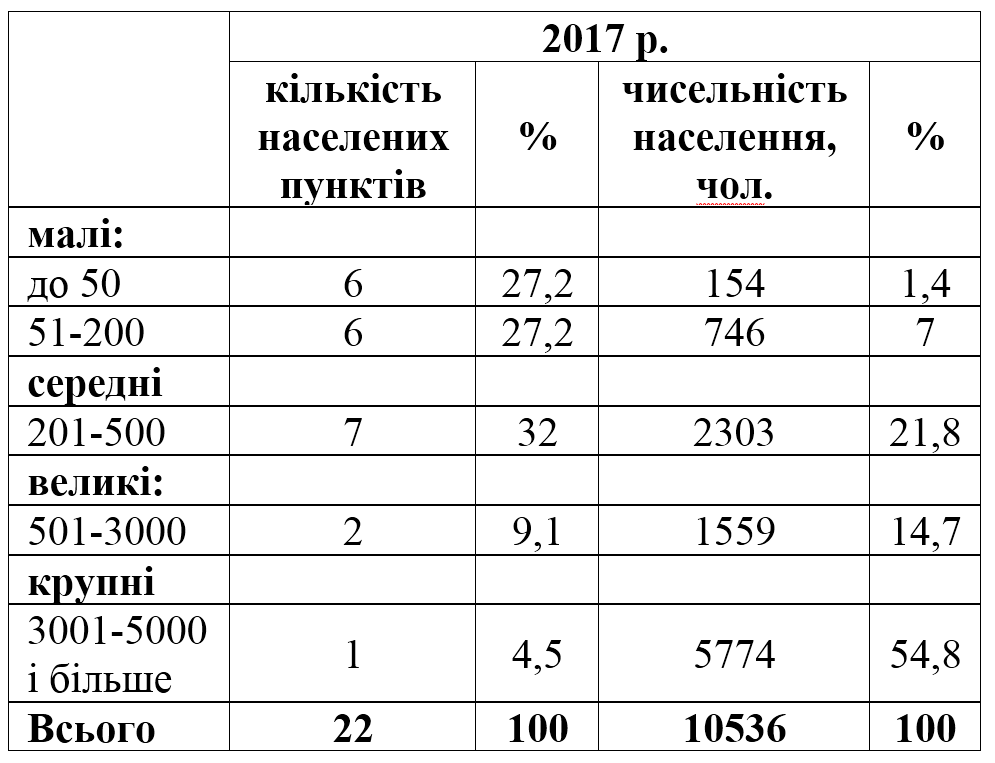 2017 р.
кількість населених пунктів % чисельність населення, чол. %
малі:
до 50 6 27,2 154 1,4
51-200 6 27,2 746 7
середні
201-500 7 32 2303 21,8
великі:
501-3000 2 9,1 1559 14,7
крупні
3001-5000 і більше 1 4,5 5774 54,8
Всього 22 100 10536 100